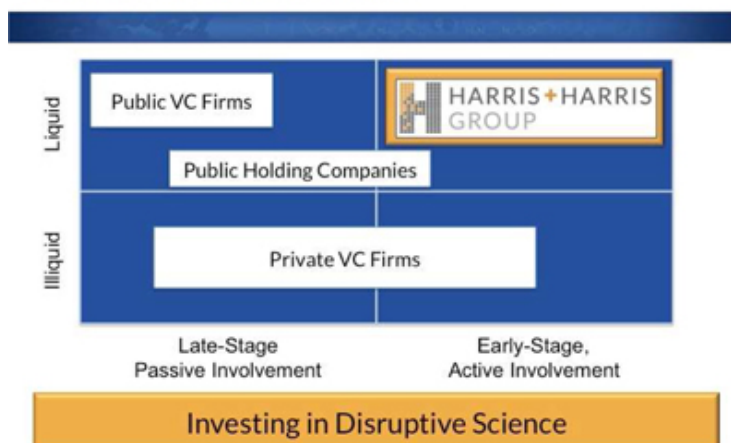 Liquid
Public VC Firms
HARRIS+HARRIS
GROUP
Public Holding Companies
Illiquid
Private VC Firms
Late-Stage
Passive Involvement
Early-Stage,
Active Involvement
Investing in Disruptive Science